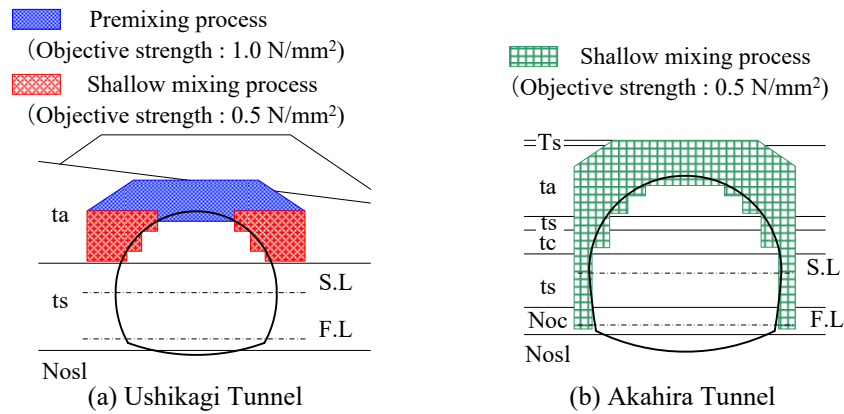 Premixing process
(Objective strength : 1.0 N/mm²)
Shallow mixing process
(Objective strength : 0.5 N/mm²)
ta
ts
S.L
F.L
Nosl
(a) Ushikagi Tunnel
Shallow mixing process
(Objective strength : 0.5 N/mm²)
Ts
ta
ts
tc
S.L
ts
Noc
F.L
Nosl
(b) Akahira Tunnel